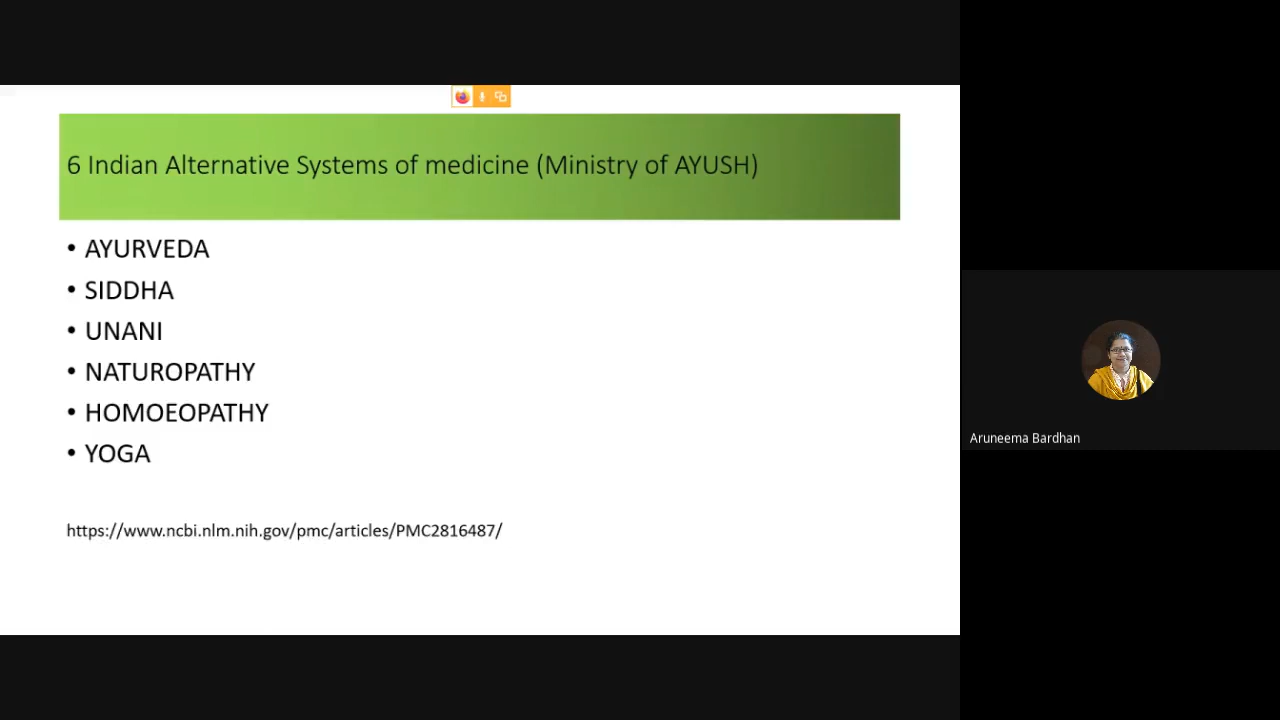 6 Indian Alternative Systems of medicine (Ministry of AYUSH)
• AYURVEDA
• SIDDHA
• UNANI
• NATUROPATHY
• HOMOEOPATHY
• YOGA
https://www.ncbi.nlm.nih.gov/pmc/articles/PMC2816487/
Aruneema Bardhan